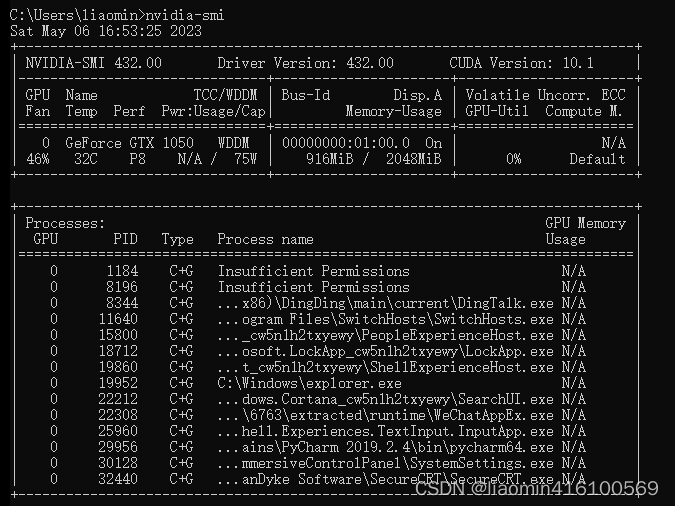 C:\Users\liaomin>nvidia-smi
Sat May 06 16:53:25 2023
+-----------------------------------------------------------------------------+
| NVIDIA-SMI 432.00       Driver Version: 432.00       CUDA Version: 10.1     |
|-------------------------------+----------------------+----------------------+
| GPU  Name            TCC/WDDM | Bus-Id        Disp.A | Volatile Uncorr. ECC |
| Fan  Temp  Perf  Pwr:Usage/Cap|         Memory-Usage | GPU-Util  Compute M. |
|===============================+======================+======================|
|   0  GeForce GTX 1050   WDDM  | 00000000:01:00.0  On |                  N/A |
| 46%   32C    P8    N/A /  75W |    916MiB /  2048MiB |      0%      Default |
+-------------------------------+----------------------+----------------------+
+-----------------------------------------------------------------------------+
| Processes:                                                       GPU Memory |
|  GPU       PID   Type   Process name                             Usage      |
|=============================================================================|
|    0      1184    C+G   Insufficient Permissions                   N/A      |
|    0      8196    C+G   Insufficient Permissions                   N/A      |
|    0      8344    C+G   ...x86)\DingDing\main\current\DingTalk.exe N/A      |
|    0     11640    C+G   ...ogram Files\SwitchHosts\SwitchHosts.exe N/A      |
|    0     15800    C+G   ..._cw5n1h2txyewy\PeopleExperienceHost.exe N/A      |
|    0     18712    C+G   ...osoft.LockApp_cw5n1h2txyewy\LockApp.exe N/A      |
|    0     19860    C+G   ...t_cw5n1h2txyewy\ShellExperienceHost.exe N/A      |
|    0     19952    C+G   C:\Windows\explorer.exe                    N/A      |
|    0     22212    C+G   ...dows.Cortana_cw5n1h2txyewy\SearchUI.exe N/A      |
|    0     22308    C+G   ...\6763\extracted\runtime\WeChatAppEx.exe N/A      |
|    0     25960    C+G   ...hell.Experiences.TextInput.InputApp.exe N/A      |
|    0     29956    C+G   ...ains\PyCharm 2019.2.4\bin\pycharm64.exe N/A      |
|    0     30128    C+G   ...mmersiveControlPanel\SystemSettings.exe N/A      |
|    0     32440    C+G   ...anDyke Software\SecureCRT\SecureCRT.exe N/A      |
+-----------------------------------------------------------------------------+
CSDN @liaomin416100569